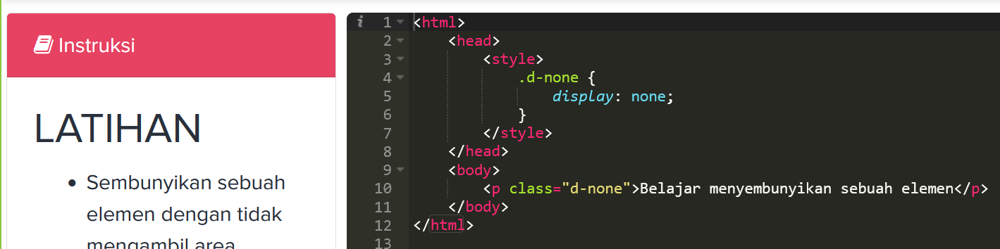 Instruksi
LATIHAN
Sembunyikan sebuah
elemen dengan tidak
mengambil area
1 <html>
2 <head>
3 <style>
4 .d-none {
5 display: none;
6 }
7 </style>
8 </head>
9 <body>
10 <p class="d-none">Belajar menyembunyikan sebuah elemen</p>
11 </body>
12 </html>
13